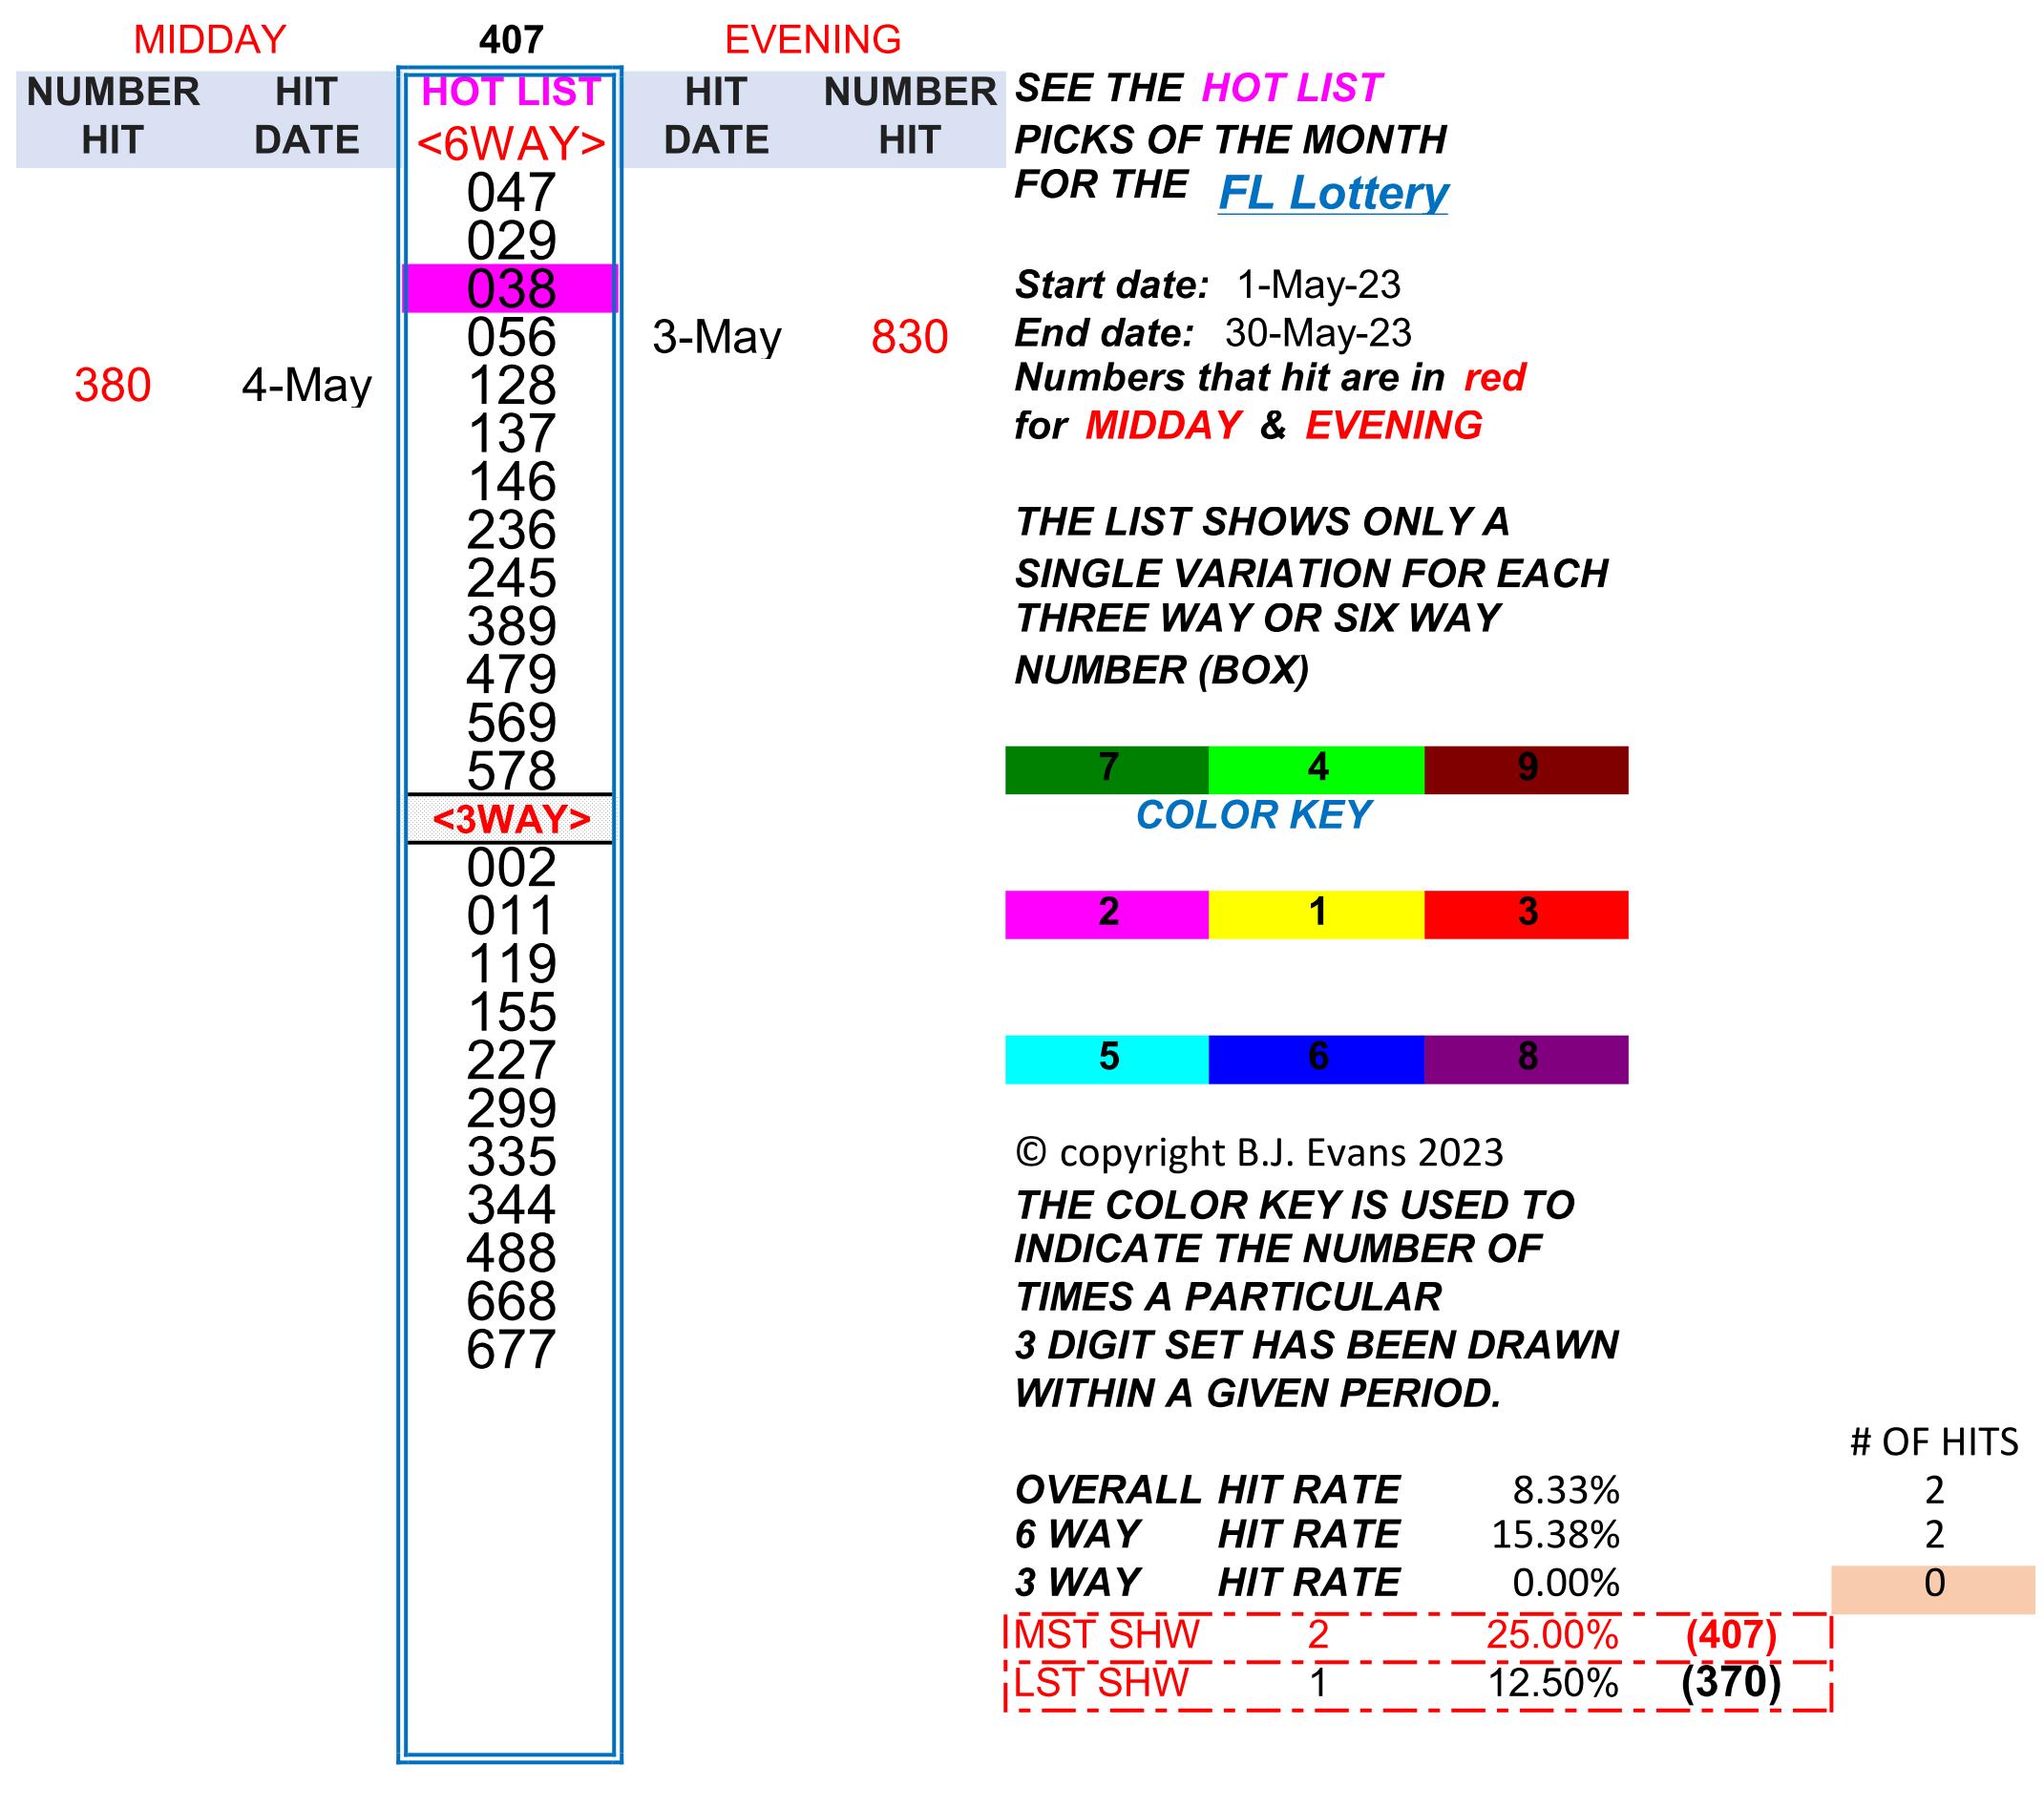 MIDDAY 407 EVENING
NUMBER HIT HOT LIST HIT NUMBER SEE THE HOT LIST
HIT DATE <6WAY> DATE HIT PICKS OF THE MONTH
047 FOR THE FL Lottery
029
038 Start date: 1-May-23
056 3-May 830 End date: 30-May-23
380 4-May 128 Numbers that hit are in red
137 for MIDDAY & EVENING
146
236 THE LIST SHOWS ONLY A
245 SINGLE VARIATION FOR EACH
389 THREE WAY OR SIX WAY
479 NUMBER (BOX)
569
578 7 4 9
<3WAY> COLOR KEY
002
011 2 1 3
119
155
227 5 6 8
299
335 © copyright B.J. Evans 2023
344 THE COLOR KEY IS USED TO
488 INDICATE THE NUMBER OF
668 TIMES A PARTICULAR
677 3 DIGIT SET HAS BEEN DRAWN
WITHIN A GIVEN PERIOD.
# OF HITS
OVERALL HIT RATE 8.33% 2
6 WAY HIT RATE 15.38% 2
3 WAY HIT RATE 0.00% 0
MST SHW 2 25.00% (407)
LST SHW 1 12.50% (370)